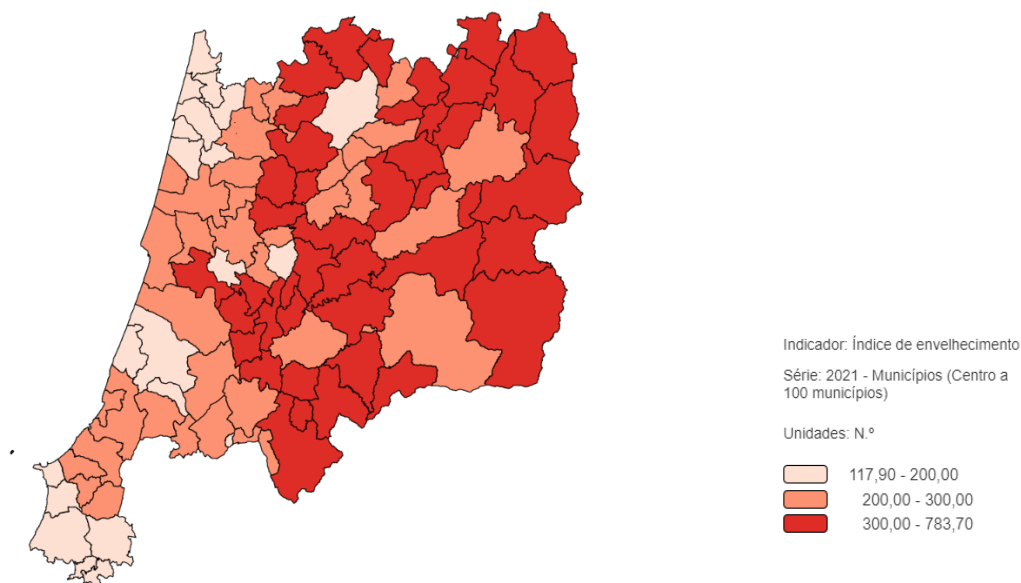 Indicador: Índice de envelhecimento
Série: 2021 - Municípios (Centro a
100 municípios)
Unidades: N.º
117,90 - 200,00
200,00 - 300,00
300,00 - 783,70